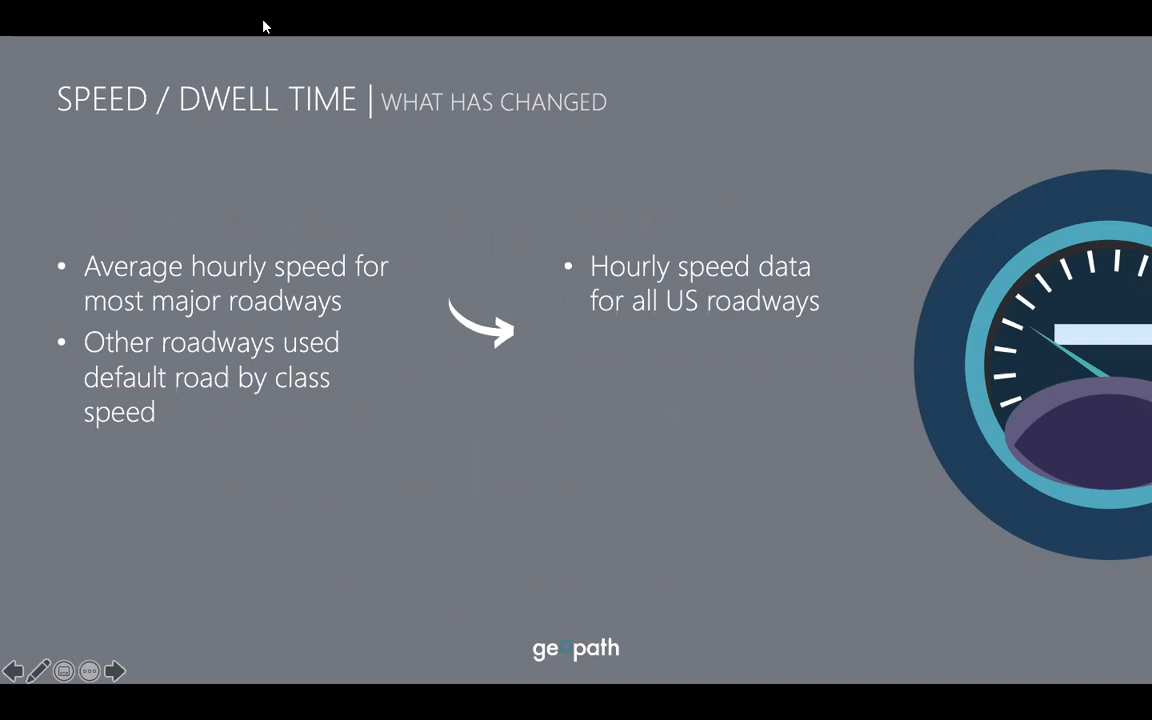 SPEED / DWELL TIME | WHAT HAS CHANGED
• Average hourly speed for
most major roadways
• Other roadways used
default road by class
speed
• Hourly speed data
for all US roadways
geopath